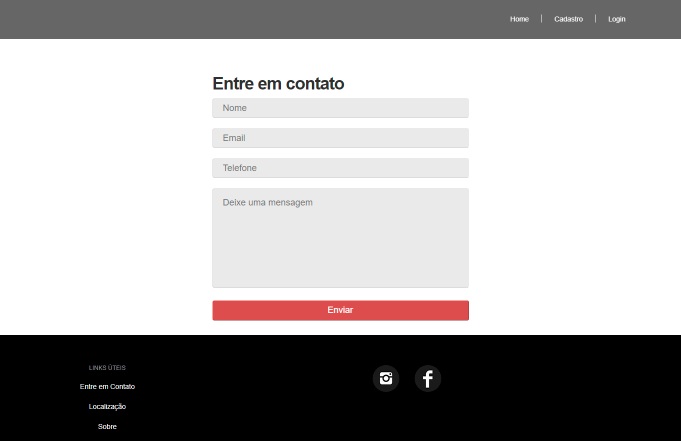 Home | Cadastro | Login
Entre em contato
Nome
Email
Telefone
Deixe uma mensagem
Enviar
LINKS ÚTEIS
Entre em Contato
Localização
Sobre